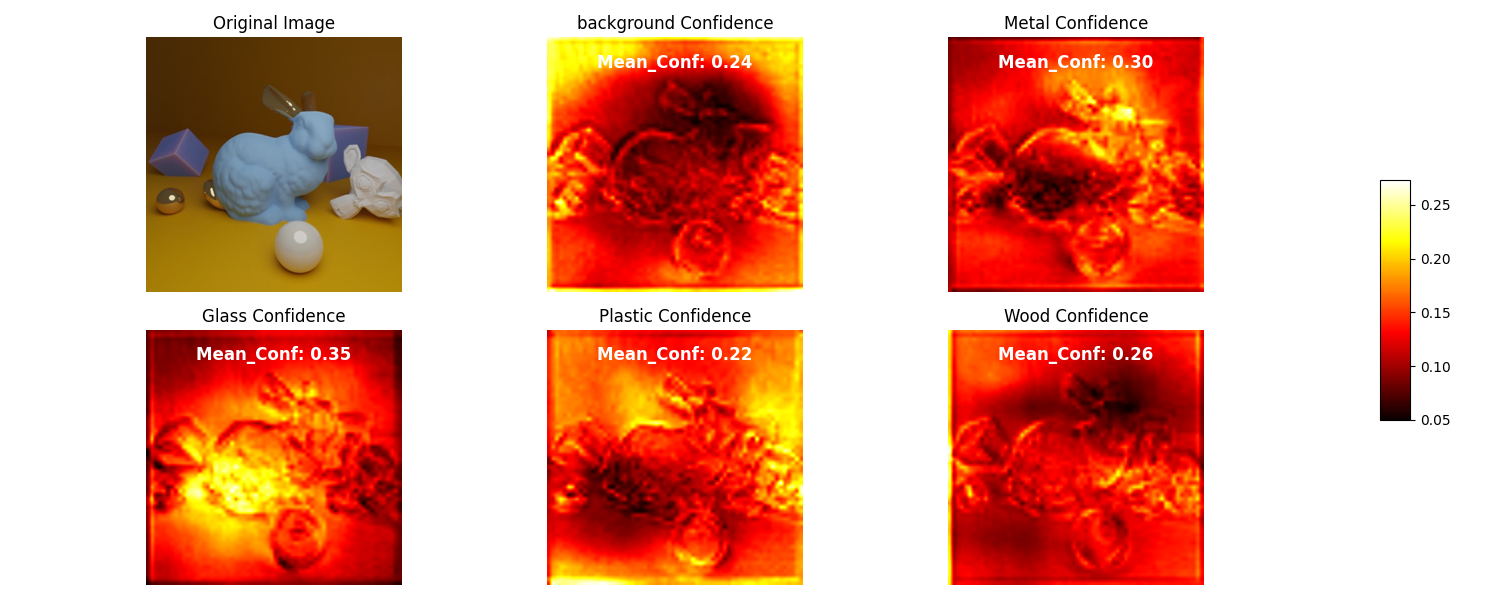 Original Image
background Confidence
Metal Confidence
Mean_Conf: 0.24
Mean_Conf: 0.30
Glass Confidence
Plastic Confidence
Wood Confidence
Mean_Conf: 0.35
Mean_Conf: 0.22
Mean_Conf: 0.26
0.25
0.20
0.15
0.10
0.05